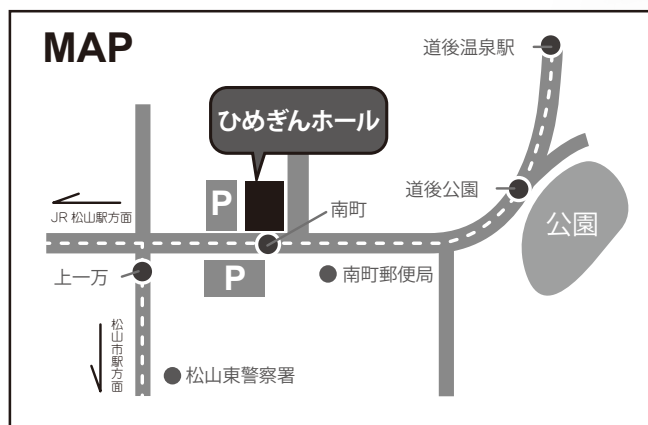 MAP
道後温泉駅
ひめぎんホール
道後公園
公園
JR 松山駅方面
P
南町
上一万
P
南町郵便局
松山市駅方面
松山東警察署